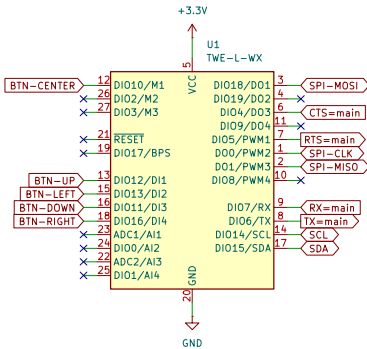 +3.3V
U1
TWE-L-WX
5
VCC
BTN-CENTER 12 DIO10/M1 DIO18/DO1 3 SPI-MOSI
26 DIO2/M2 DIO19/DO2 4
27 DIO3/M3 DIO4/DO3 6 CTS=main
DIO9/DO4 11
21 RESET DIO5/PWM1 7 RTS=main
19 DIO17/BPS DO0/PWM2 1 SPI-CLK
DO1/PWM3 2 SPI-MISO
13 DIO8/PWM4 10
BTN-UP DIO12/DI1
BTN-LEFT 15 DIO13/DI2
BTN-DOWN 16 DIO11/DI3 DIO7/RX 9 RX=main
BTN-RIGHT 18 DIO16/DI4 DIO6/TX 8 TX=main
23 ADC1/AI1 DIO14/SCL 14 SCL
24 DIO0/AI2 DIO15/SDA 17 SDA
22 ADC2/AI3
25 DIO1/AI4
GND
20
GND